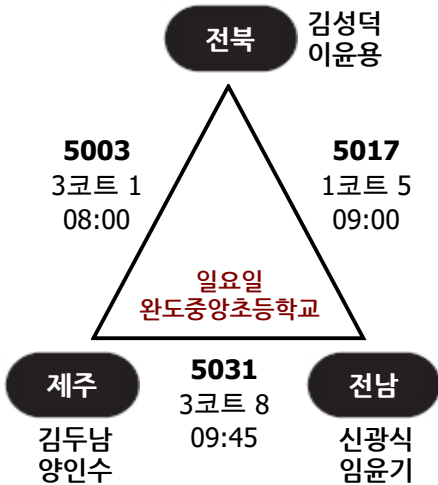 전북
김성덕
이윤용
5003
3코트 1
08:00
5017
1코트 5
09:00
일요일
완도중앙초등학교
제주
김두남
양인수
5031
3코트 8
09:45
전남
신광식
임윤기